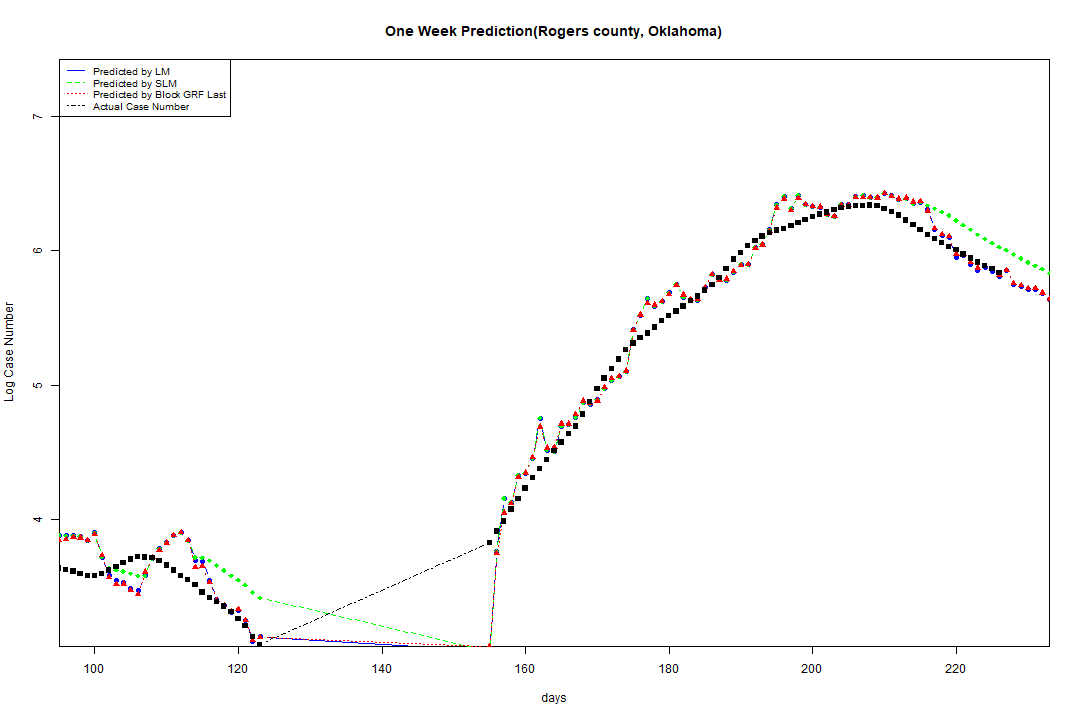 One Week Prediction(Rogers county, Oklahoma)
Predicted by LM
Predicted by SLM
Predicted by Block GRF Last
Actual Case Number
7
6
5
4
Log Case Number
100 120 140 160 180 200 220
days